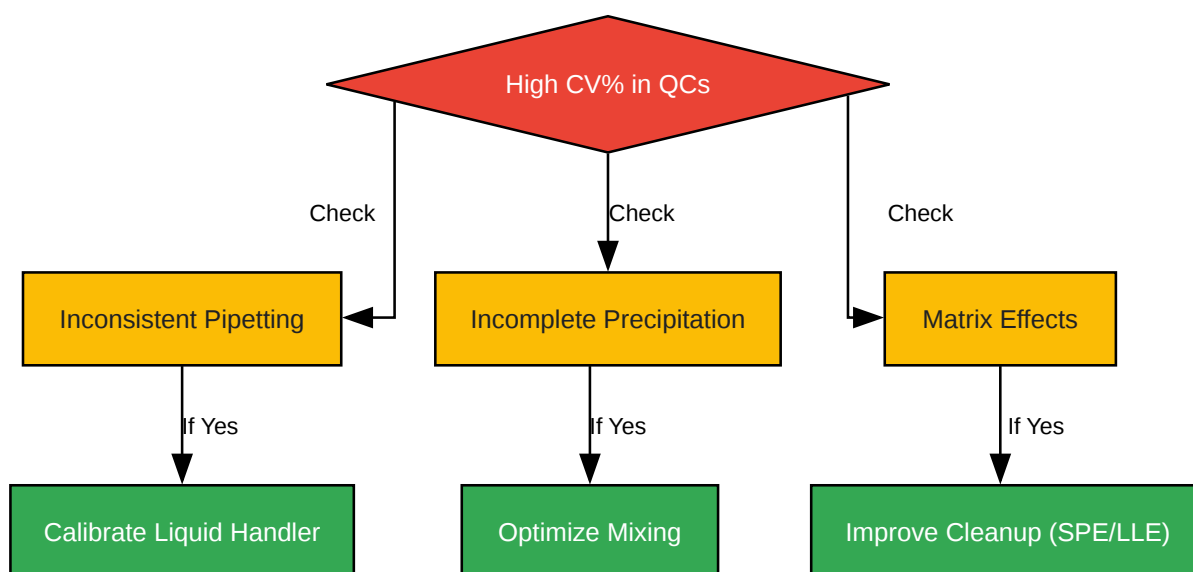 High CV% in QCs
Check
Check
Check
Inconsistent Pipetting
Incomplete Precipitation
Matrix Effects
If Yes
If Yes
If Yes
Calibrate Liquid Handler
Optimize Mixing
Improve Cleanup (SPE/LLE)